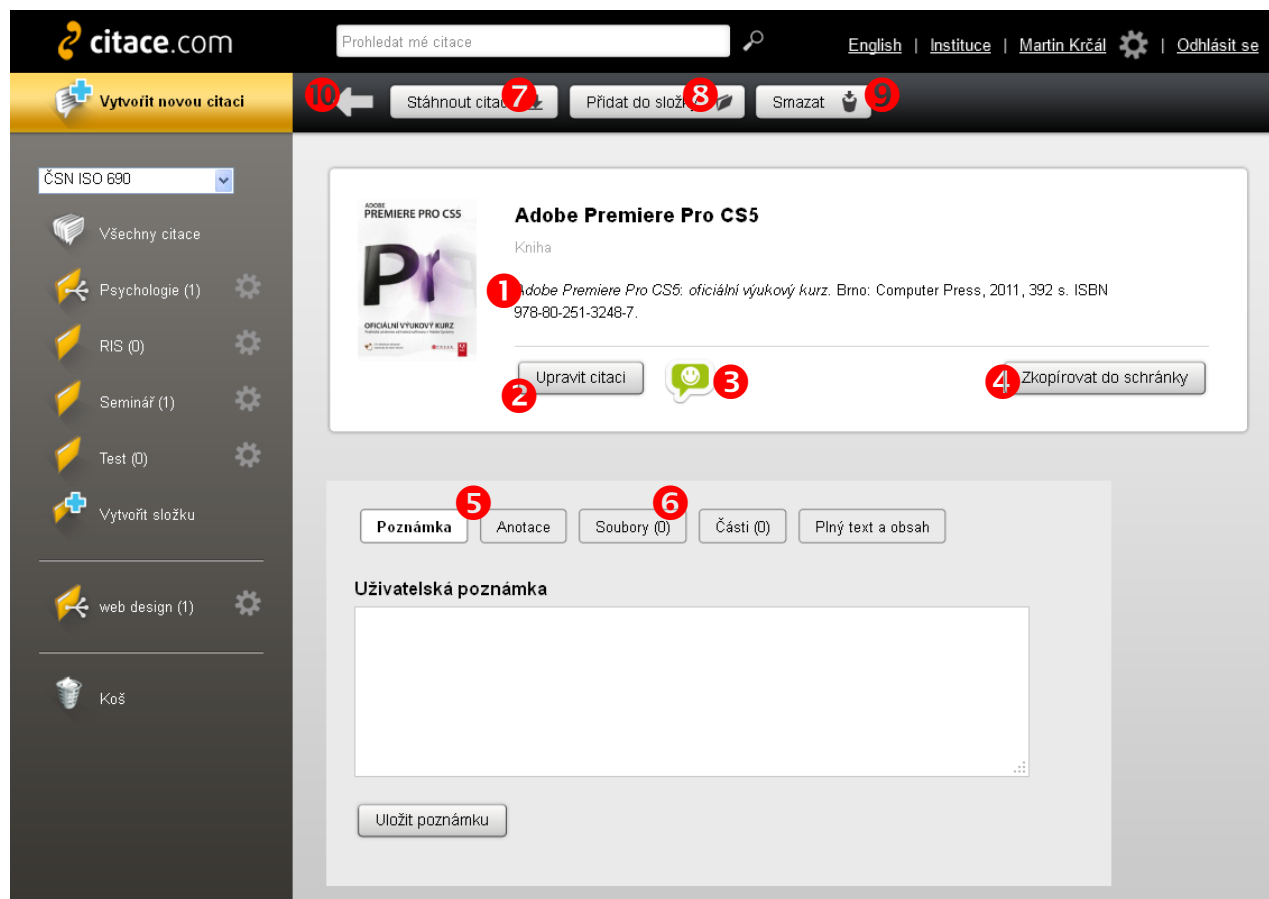 citace.com
Prohledat mé citace
English | Instituce | Martin Krčál | Odhlásit se
Vytvořit novou citaci
10
Stáhnout citac
7
Přidat do složky
8
Smazat
9
ČSN ISO 690
Všechny citace
Psychologie (1)
RIS (0)
Seminář (1)
Test (0)
Vytvořit složku
web design (1)
Koš
ADOBE
PREMIERE PRO CS5
Pr
OFICIÁLNÍ VÝUKOVÝ KURZ
Adobe Premiere Pro CS5
Kniha
1
Adobe Premiere Pro CS5: oficiální výukový kurz. Brno: Computer Press, 2011, 392 s. ISBN
978-80-251-3248-7.
2
Upravit citaci
3
4
Zkopírovat do schránky
5
6
Poznámka
Anotace
Soubory (0)
Části (0)
Plný text a obsah
Uživatelská poznámka
Uložit poznámku